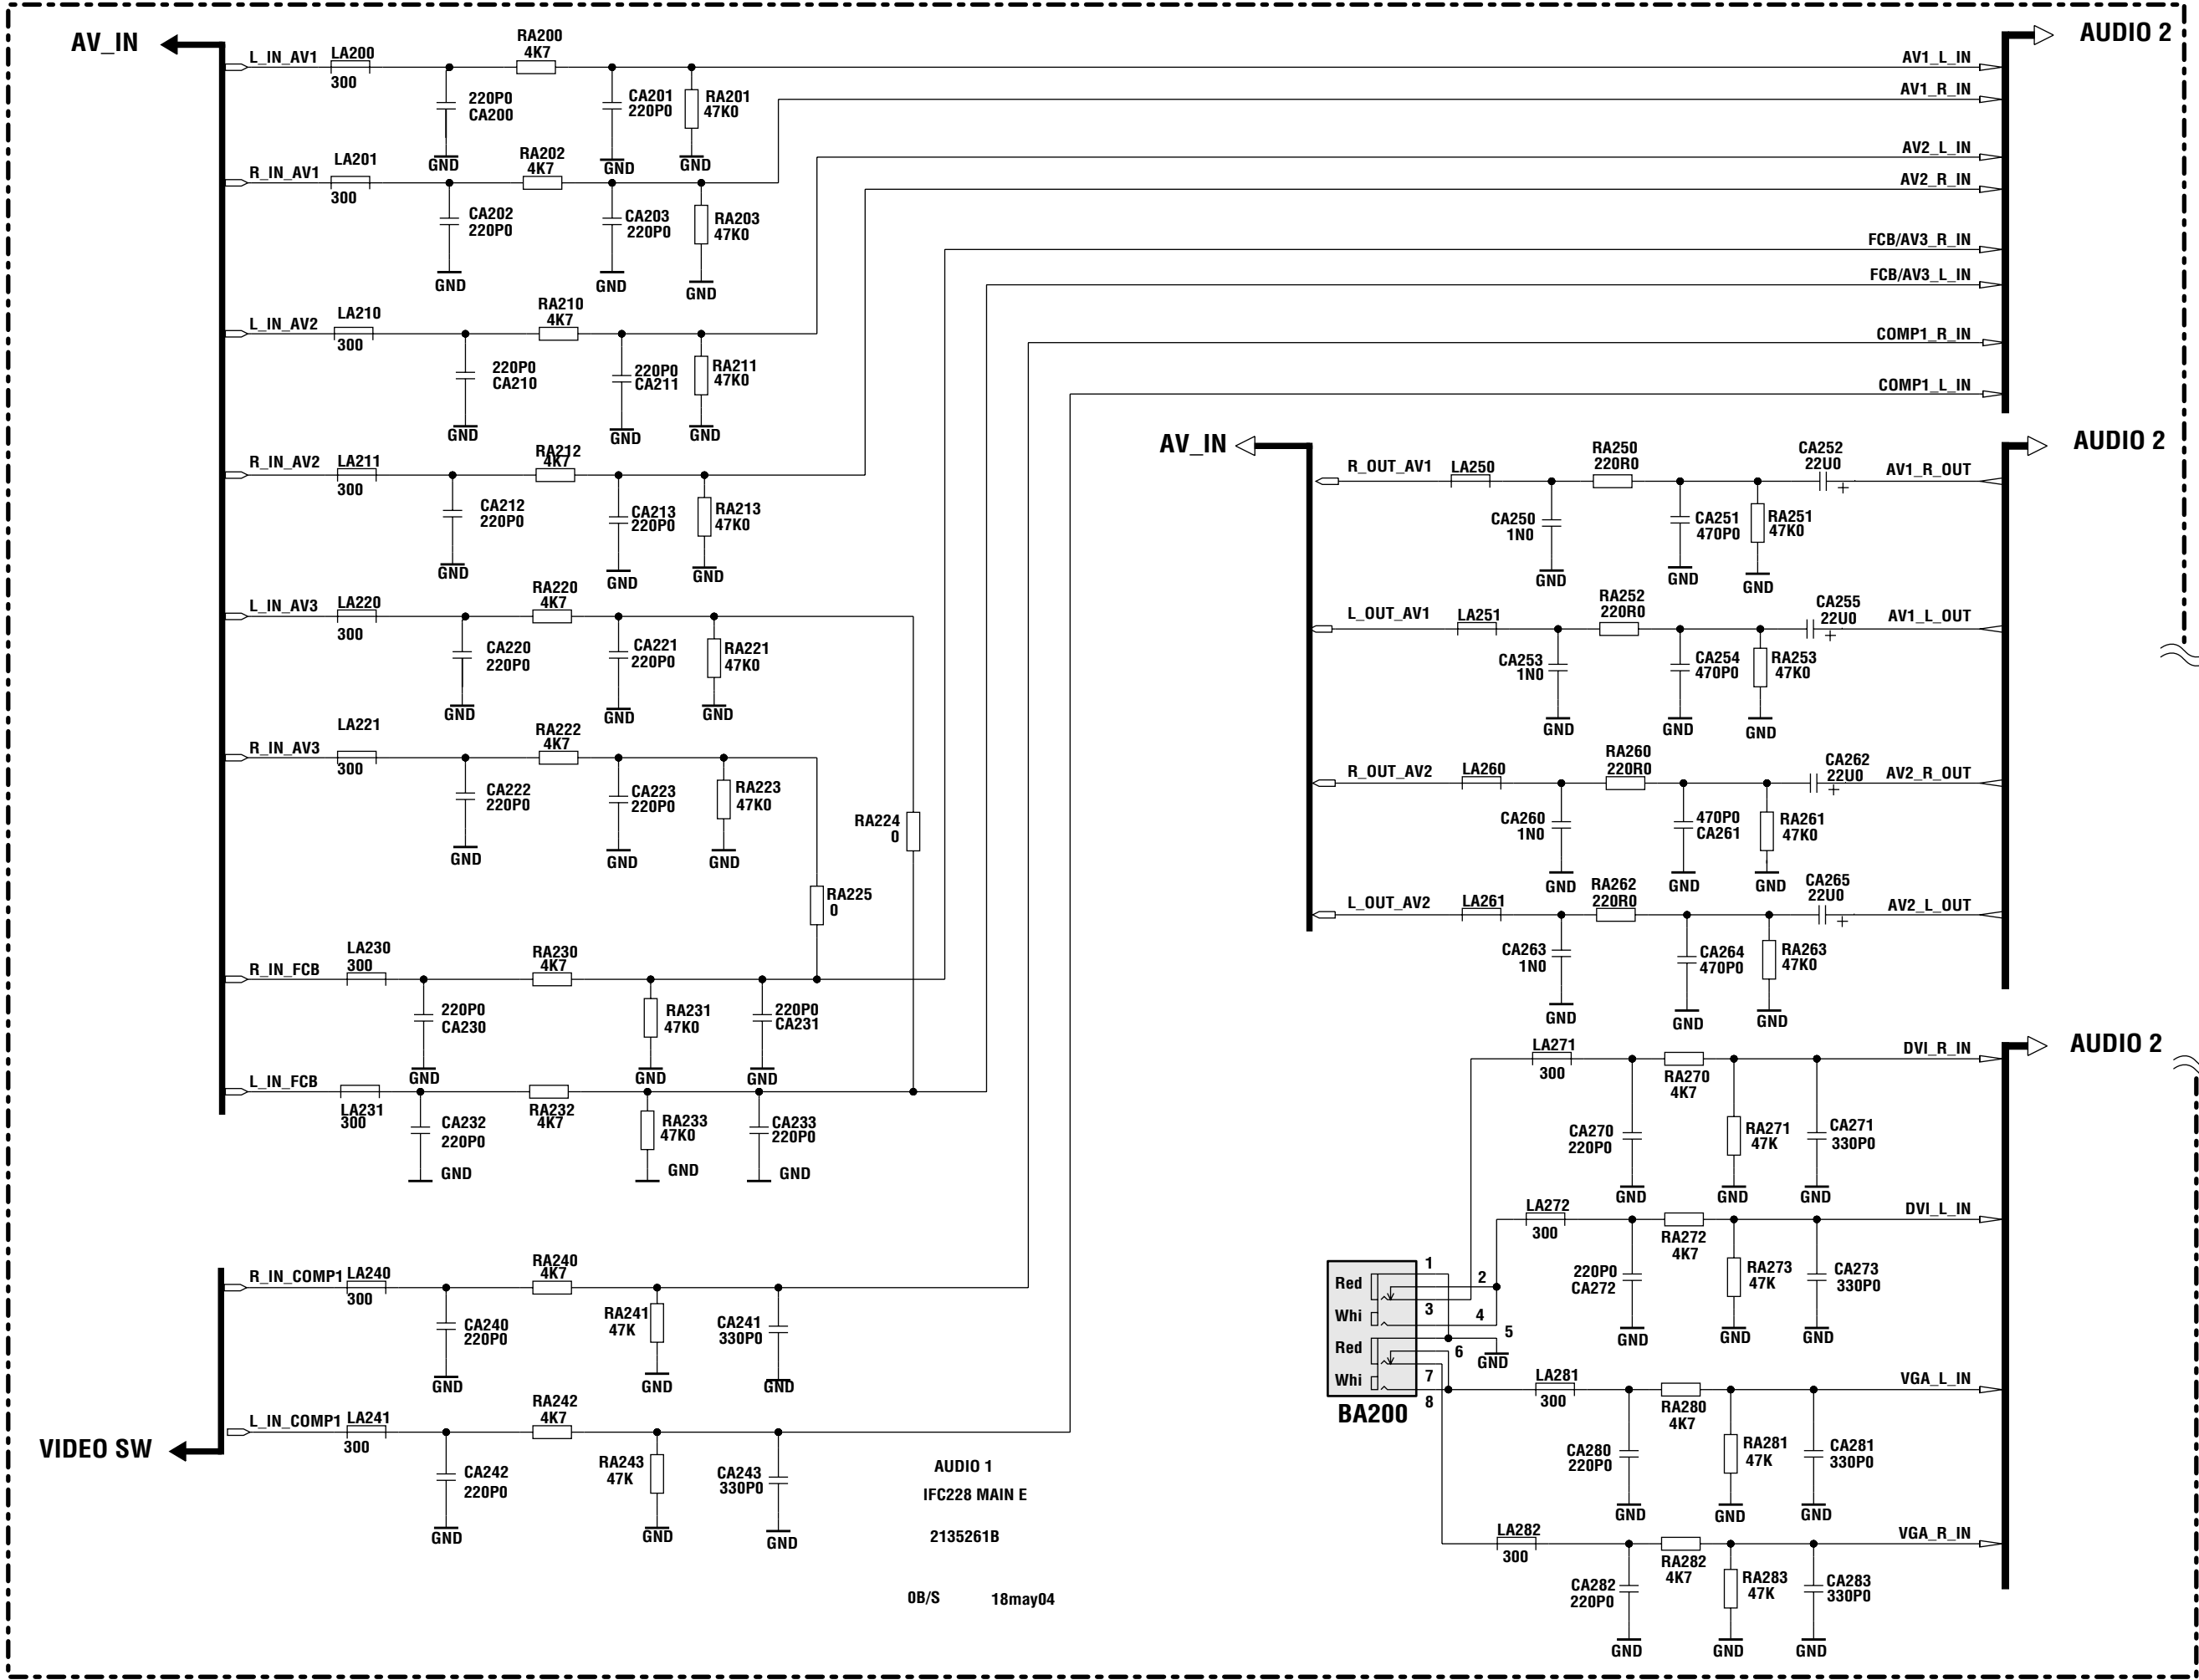 AV_IN
L_IN_AV1
LA200
300
RA200
4K7
220P0
CA200
CA201
220P0
RA201
47K0
GND
GND
GND
AV1_L_IN
AUDIO 2
AV1_R_IN
R_IN_AV1
LA201
300
RA202
4K7
CA202
220P0
CA203
220P0
RA203
47K0
GND
GND
GND
AV2_L_IN
AV2_R_IN
FCB/AV3_R_IN
FCB/AV3_L_IN
COMP1_R_IN
COMP1_L_IN
L_IN_AV2
LA210
300
RA210
4K7
220P0
CA210
220P0
CA211
RA211
47K0
GND
GND
GND
R_IN_AV2
LA211
300
RA212
4K7
CA212
220P0
CA213
220P0
RA213
47K0
GND
GND
GND
L_IN_AV3
LA220
300
RA220
4K7
CA220
220P0
CA221
220P0
RA221
47K0
GND
GND
GND
R_IN_AV3
LA221
300
RA222
4K7
CA222
220P0
CA223
220P0
RA223
47K0
GND
GND
GND
RA224
0
RA225
0
R_IN_FCB
LA230
300
RA230
4K7
220P0
CA230
RA231
47K0
220P0
CA231
GND
GND
GND
L_IN_FCB
LA231
300
RA232
4K7
CA232
220P0
RA233
47K0
CA233
220P0
GND
GND
GND
R_IN_COMP1
LA240
300
RA240
4K7
CA240
220P0
RA241
47K
CA241
330P0
GND
GND
GND
L_IN_COMP1
LA241
300
RA242
4K7
CA242
220P0
RA243
47K
CA243
330P0
GND
GND
GND
VIDEO SW
AUDIO 1
IFC228 MAIN E
2135261B
0B/S 18may04
AV_IN
AUDIO 2
R_OUT_AV1
LA250
RA250
220R0
CA252
22U0
+
AV1_R_OUT
CA250
1N0
CA251
470P0
RA251
47K0
GND
GND
GND
L_OUT_AV1
LA251
RA252
220R0
CA255
22U0
+
AV1_L_OUT
CA253
1N0
CA254
470P0
RA253
47K0
GND
GND
GND
R_OUT_AV2
LA260
RA260
220R0
CA262
22U0
+
AV2_R_OUT
CA260
1N0
470P0
CA261
RA261
47K0
GND
GND
GND
L_OUT_AV2
LA261
RA262
220R0
CA265
22U0
+
AV2_L_OUT
CA263
1N0
CA264
470P0
RA263
47K0
GND
GND
GND
AUDIO 2
LA271
300
RA270
4K7
DVI_R_IN
CA270
220P0
RA271
47K
CA271
330P0
GND
GND
GND
LA272
300
RA272
4K7
DVI_L_IN
220P0
CA272
RA273
47K
CA273
330P0
GND
GND
GND
Red
Whi
Red
Whi
1
2
3
4
5
6
7
8
GND
BA200
LA281
300
RA280
4K7
VGA_L_IN
CA280
220P0
RA281
47K
CA281
330P0
GND
GND
GND
LA282
300
RA282
4K7
VGA_R_IN
CA282
220P0
RA283
47K
CA283
330P0
GND
GND
GND